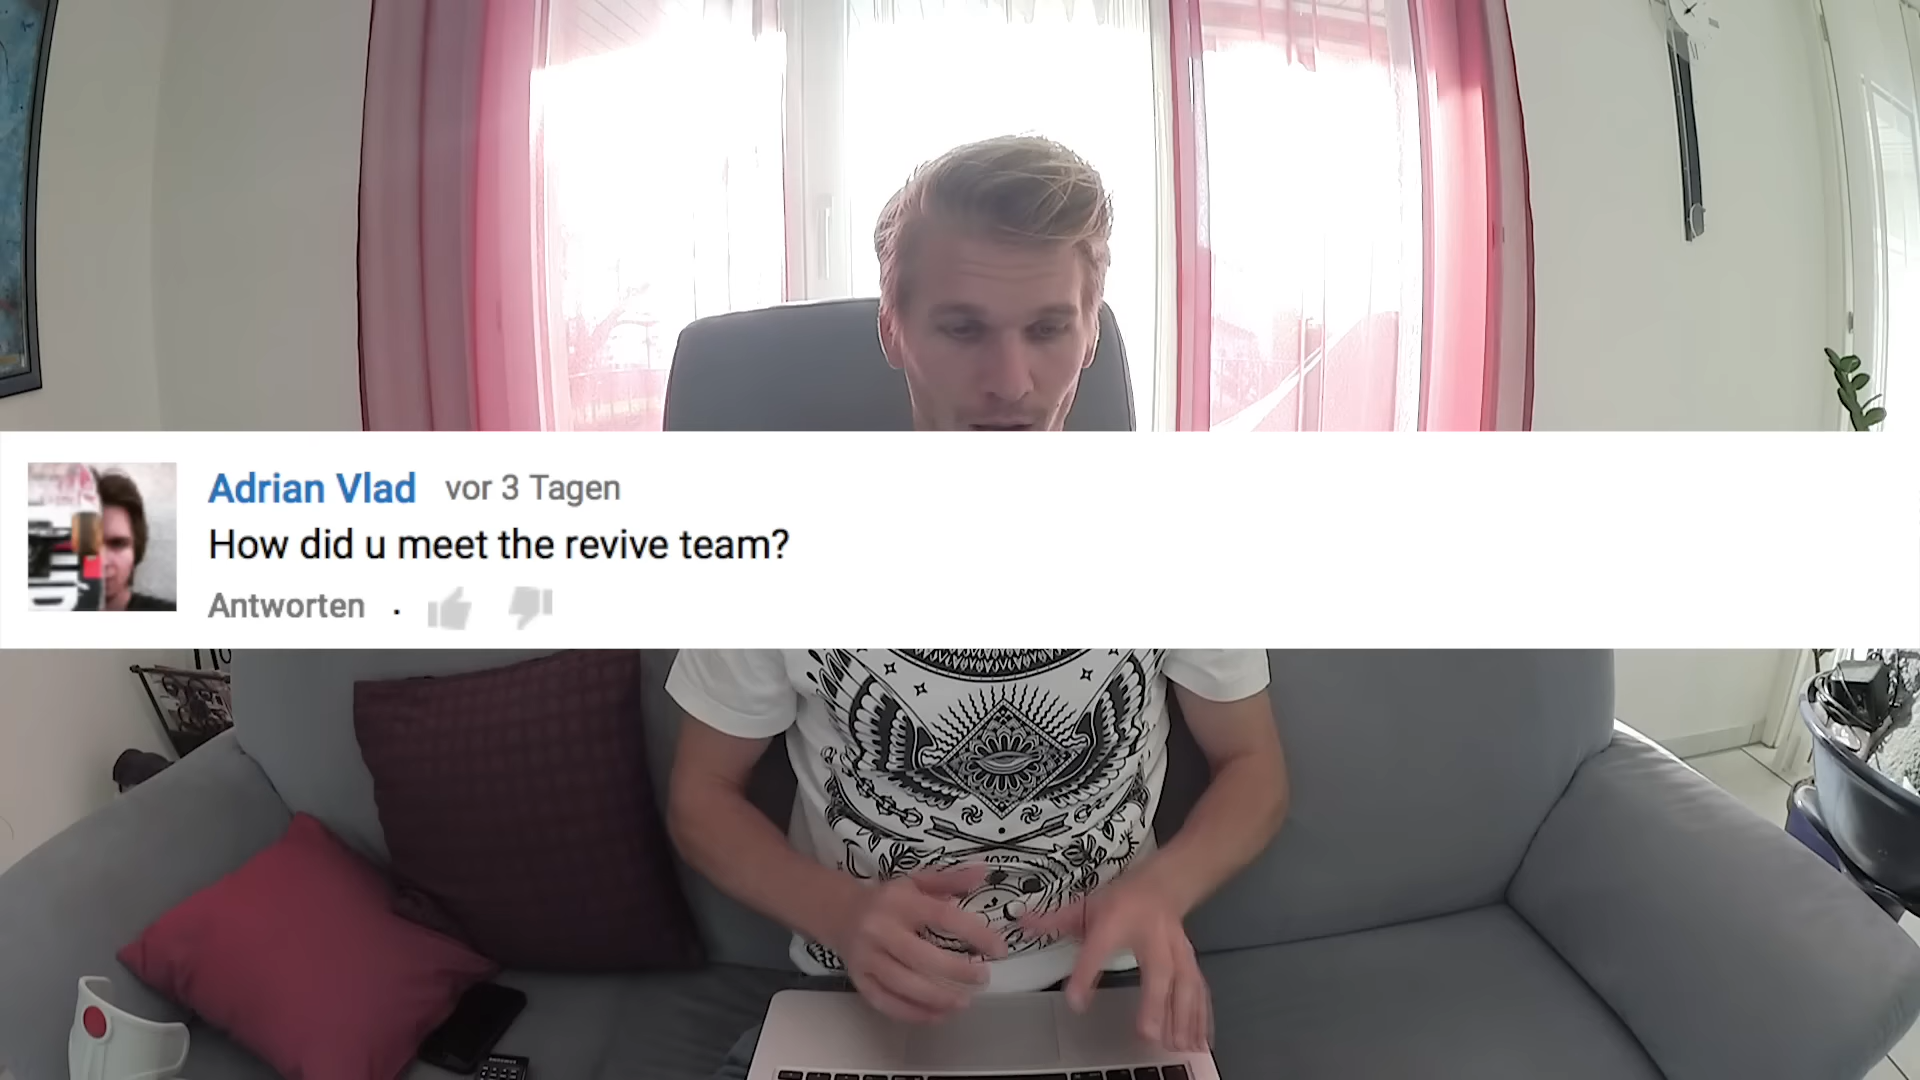 Adrian Vlad vor 3 Tagen
How did u meet the revive team?
Antworten .